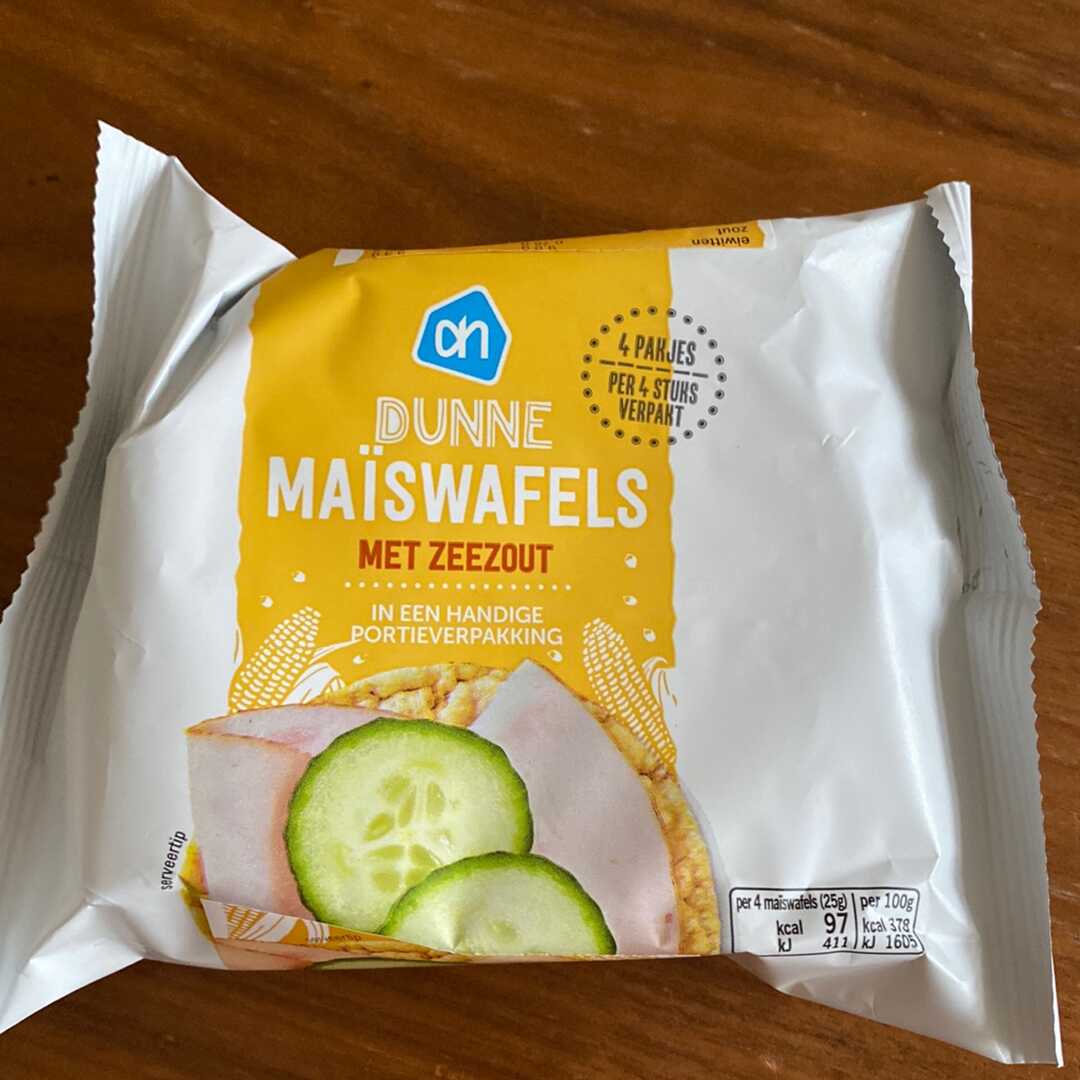 eiwitten
zout
ah
4 PAKJES
PER 4 STUKS
VERPAKT
DUNNE
MAÏSWAFELS
MET ZEEZOUT
IN EEN HANDIGE
PORTIEVERPAKKING
serveertip
per 4 maïswafels (25g) per 100g
kcal 97 kcal 378
kJ 411 kJ 1605